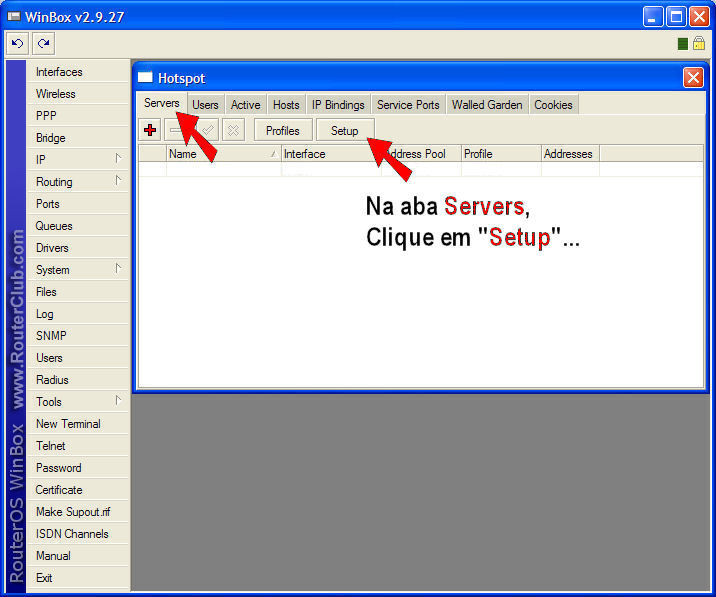 WinBox v2.9.27
Hotspot
Servers Users Active Hosts IP Bindings Service Ports Walled Garden Cookies
Profiles Setup
Name Interface Address Pool Profile Addresses
Na aba Servers,
Clique em "Setup"...
Interfaces
Wireless
PPP
Bridge
IP
Routing
Ports
Queues
Drivers
System
Files
Log
SNMP
Users
Radius
Tools
New Terminal
Telnet
Password
Certificate
Make Supout.rif
ISDN Channels
Manual
Exit
RouterOS WinBox www.RouterClub.com